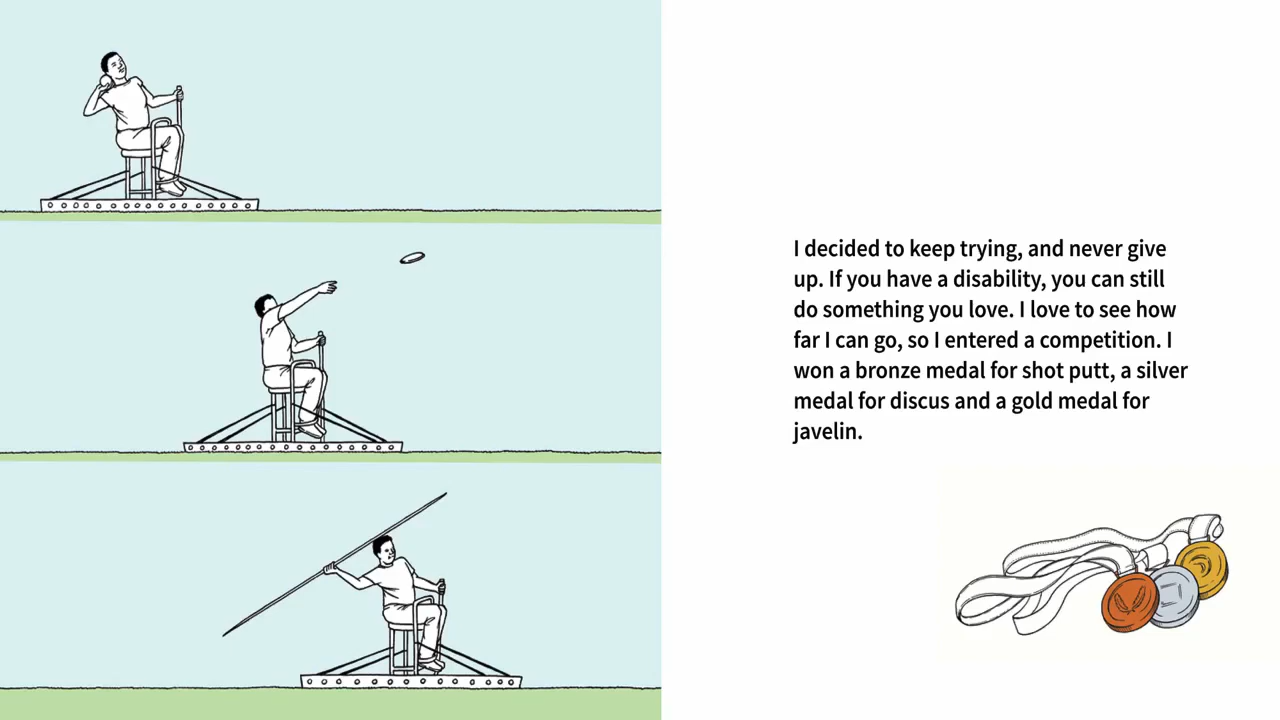 I decided to keep trying, and never give
up. If you have a disability, you can still
do something you love. I love to see how
far I can go, so I entered a competition. I
won a bronze medal for shot putt, a silver
medal for discus and a gold medal for
javelin.